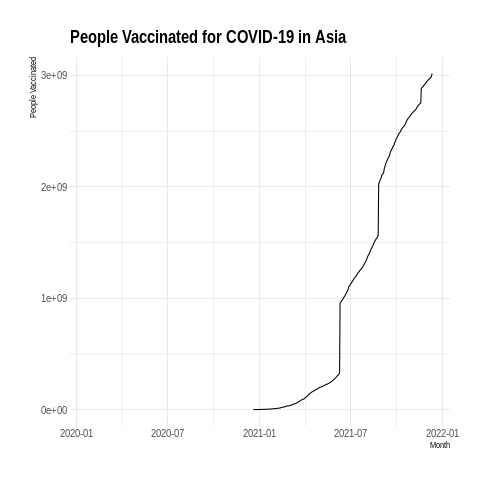 People Vaccinated for COVID-19 in Asia
People Vaccinated
3e+09
2e+09
1e+09
0e+00
2020-01 2020-07 2021-01 2021-07 2022-01
Month